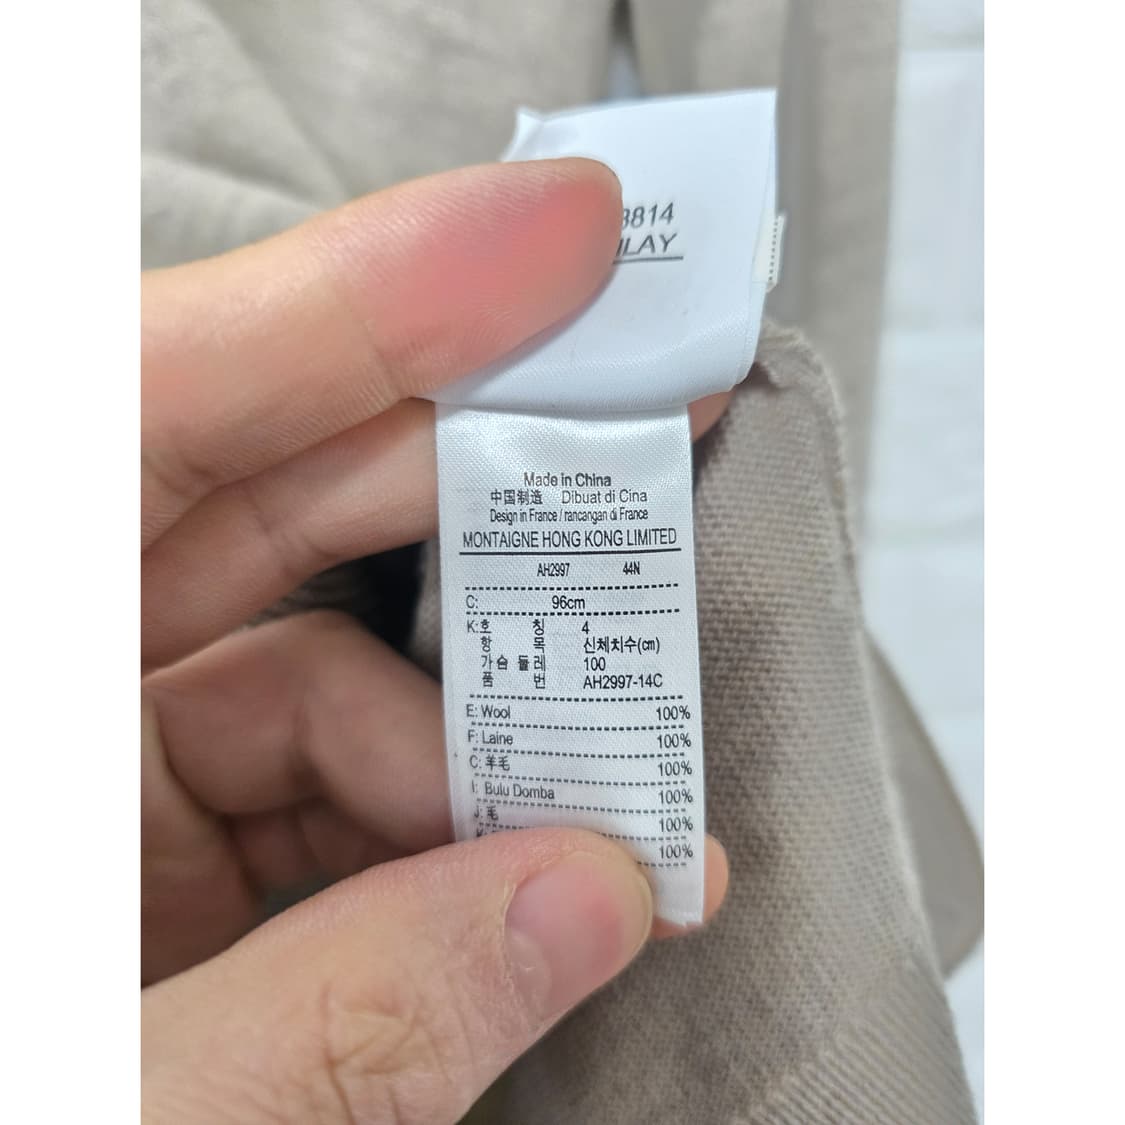 8814
Made in China
中国制造 Dibuat di Cina
Design in France / rancangan di France
MONTAIGNE HONG KONG LIMITED
AH2997 44N
C: 96cm
K:호 칭 4
항 목 신체치수(㎝)
가슴 둘레 100
품 번 AH2997-14C
E: Wool 100%
F: Laine 100%
C: 羊毛 100%
I: Bulu Domba 100%
J: 毛 100%
100%